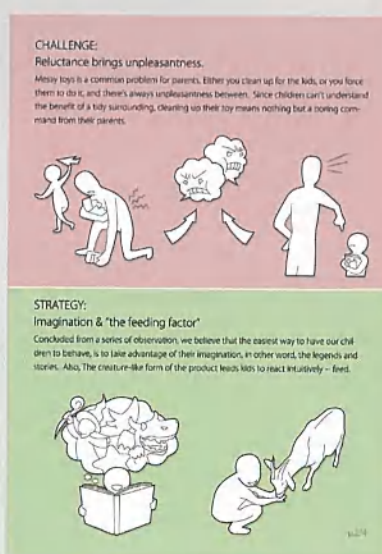 CHALLENGE:
Reluctance brings unpleasantness.
Messy toys is a common problem for parents. Either you clean up for the kids, or you force
them to do it, and there's always unpleasantness between. Since children can't understand
the benefit of a tidy surrounding, cleaning up their toy means nothing but a boring com-
mand from their parents.
STRATEGY:
Imagination & "the feeding factor"
Concluded from a series of observation, we believe that the easiest way to have our chil
dren to behave, is to take advantage of their imagination, in other word, the legends and
stories. Also, The creature-like form of the product leads kids to react intuitively – feed.